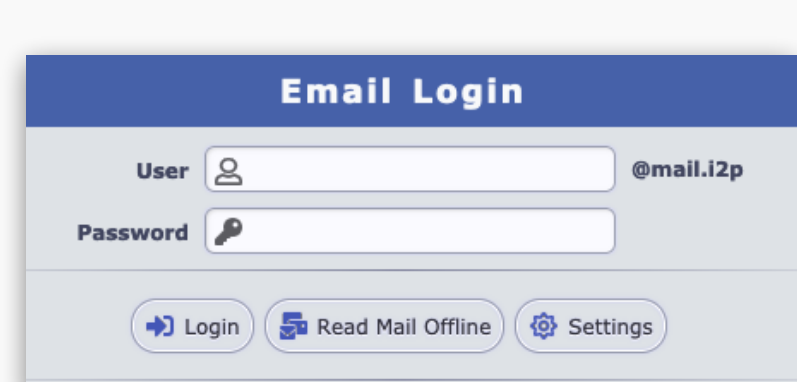 Email Login
User @mail.i2p
Password
Login Read Mail Offline Settings